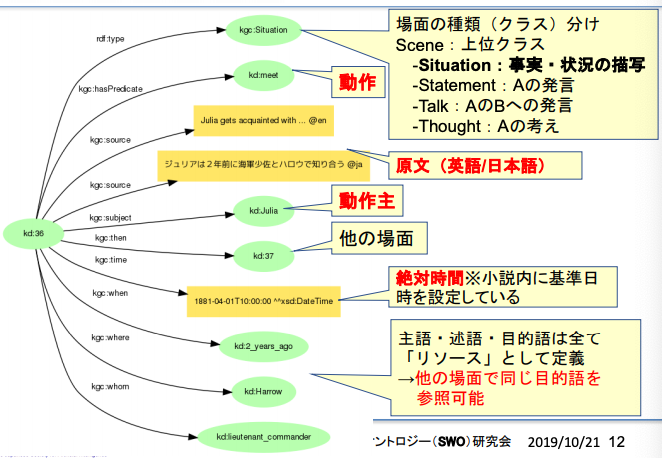 rdf:type
kgc:Situation
kgc:hasPredicate
kd:meet
kgc:source
Julia gets acquainted with ... @en
kgc:source
ジュリアは２年前に海軍少佐とハロウで知り合う @ja
kgc:subject
kd:Julia
kd:36
kgc:then
kd:37
kgc:time
1881-04-01T10:00:00 ^^xsd:DateTime
kgc:when
kd:2_years_ago
kgc:where
kd:Harrow
kgc:whom
kd:lieutenant_commander
場面の種類（クラス）分け
Scene：上位クラス
-Situation：事実・状況の描写
-Statement：Aの発言
-Talk：AのBへの発言
-Thought：Aの考え
動作
原文（英語/日本語）
動作主
他の場面
絶対時間※小説内に基準日
時を設定している
主語・述語・目的語は全て
「リソース」として定義
→他の場面で同じ目的語を
参照可能
ントロジー（SWO）研究会 2019/10/21 12